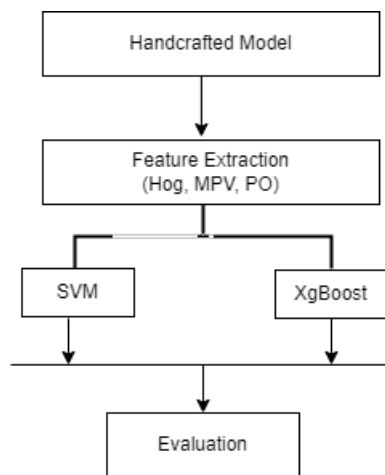 Handcrafted Model
Feature Extraction
(Hog, MPV, PO)
SVM
XgBoost
Evaluation